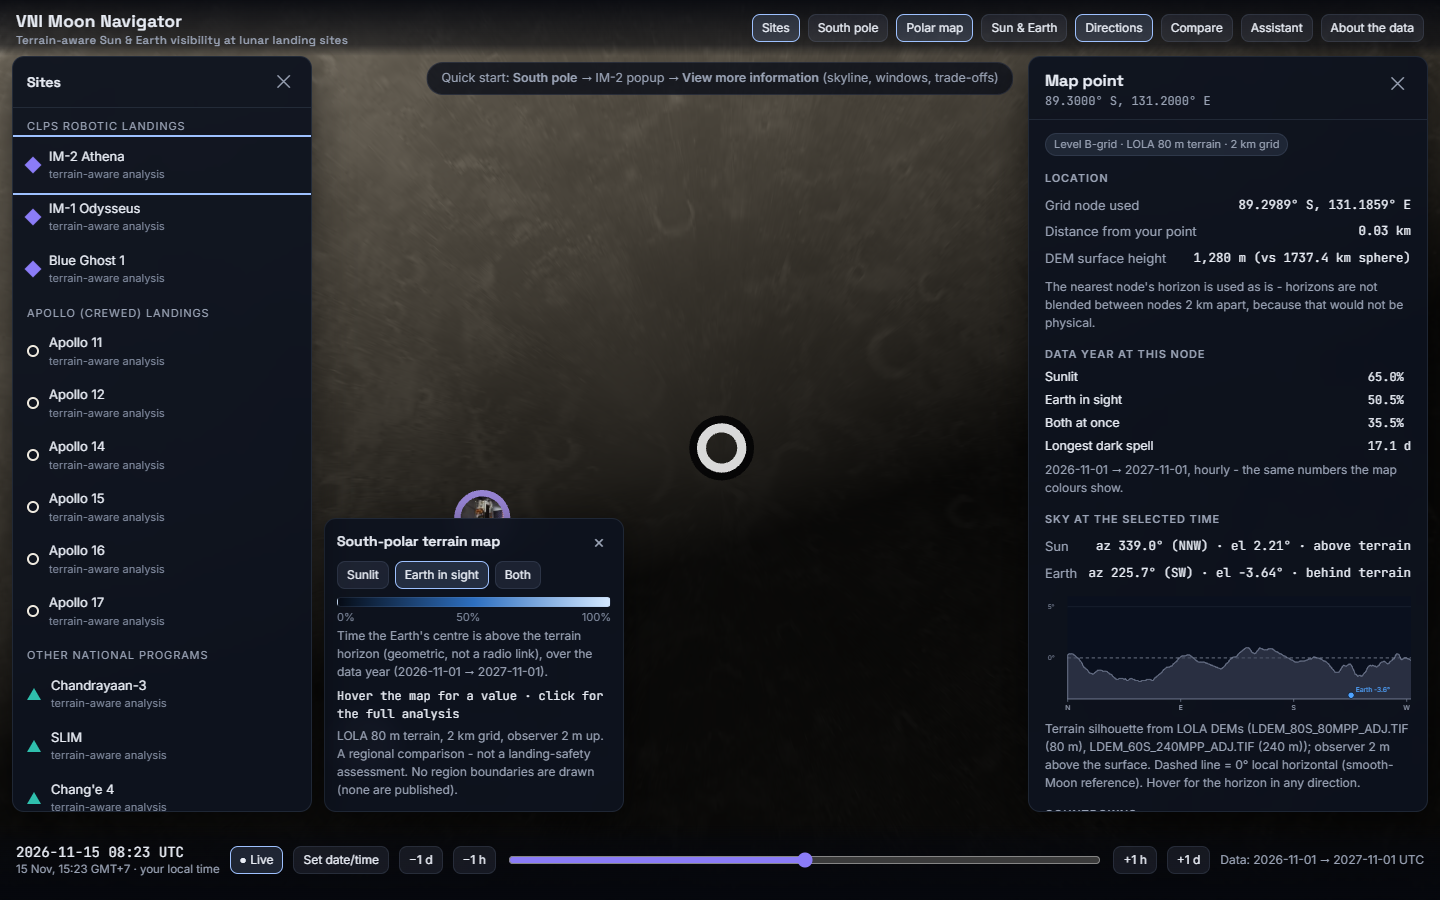 VNI Moon Navigator
Terrain-aware Sun & Earth visibility at lunar landing sites
Sites
South pole
Polar map
Sun & Earth
Directions
Compare
Assistant
About the data
Sites
CLPS ROBOTIC LANDINGS
IM-2 Athena
terrain-aware analysis
IM-1 Odysseus
terrain-aware analysis
Blue Ghost 1
terrain-aware analysis
APOLLO (CREWED) LANDINGS
Apollo 11
terrain-aware analysis
Apollo 12
terrain-aware analysis
Apollo 14
terrain-aware analysis
Apollo 15
terrain-aware analysis
Apollo 16
terrain-aware analysis
Apollo 17
terrain-aware analysis
OTHER NATIONAL PROGRAMS
Chandrayaan-3
terrain-aware analysis
SLIM
terrain-aware analysis
Chang'e 4
terrain-aware analysis
Quick start: South pole → IM-2 popup → View more information (skyline, windows, trade-offs)
South-polar terrain map
Sunlit
Earth in sight
Both
0%
50%
100%
Time the Earth's centre is above the terrain
horizon (geometric, not a radio link), over the
data year (2026-11-01 → 2027-11-01).
Hover the map for a value · click for
the full analysis
LOLA 80 m terrain, 2 km grid, observer 2 m up.
A regional comparison - not a landing-safety
assessment. No region boundaries are drawn
(none are published).
Map point
89.3000° S, 131.2000° E
Level B-grid · LOLA 80 m terrain · 2 km grid
LOCATION
Grid node used 89.2989° S, 131.1859° E
Distance from your point 0.03 km
DEM surface height 1,280 m (vs 1737.4 km sphere)
The nearest node's horizon is used as is - horizons are not
blended between nodes 2 km apart, because that would not be
physical.
DATA YEAR AT THIS NODE
Sunlit 65.0%
Earth in sight 50.5%
Both at once 35.5%
Longest dark spell 17.1 d
2026-11-01 → 2027-11-01, hourly - the same numbers the map
colours show.
SKY AT THE SELECTED TIME
Sun az 339.0° (NNW) · el 2.21° · above terrain
Earth az 225.7° (SW) · el -3.64° · behind terrain
5°
0°
Earth -3.6°
N
E
S
W
Terrain silhouette from LOLA DEMs (LDEM_80S_80MPP_ADJ.TIF
(80 m), LDEM_60S_240MPP_ADJ.TIF (240 m)); observer 2 m
above the surface. Dashed line = 0° local horizontal (smooth-
Moon reference). Hover for the horizon in any direction.
2026-11-15 08:23 UTC
15 Nov, 15:23 GMT+7 · your local time
● Live
Set date/time
−1 d
−1 h
+1 h
+1 d
Data: 2026-11-01 → 2027-11-01 UTC